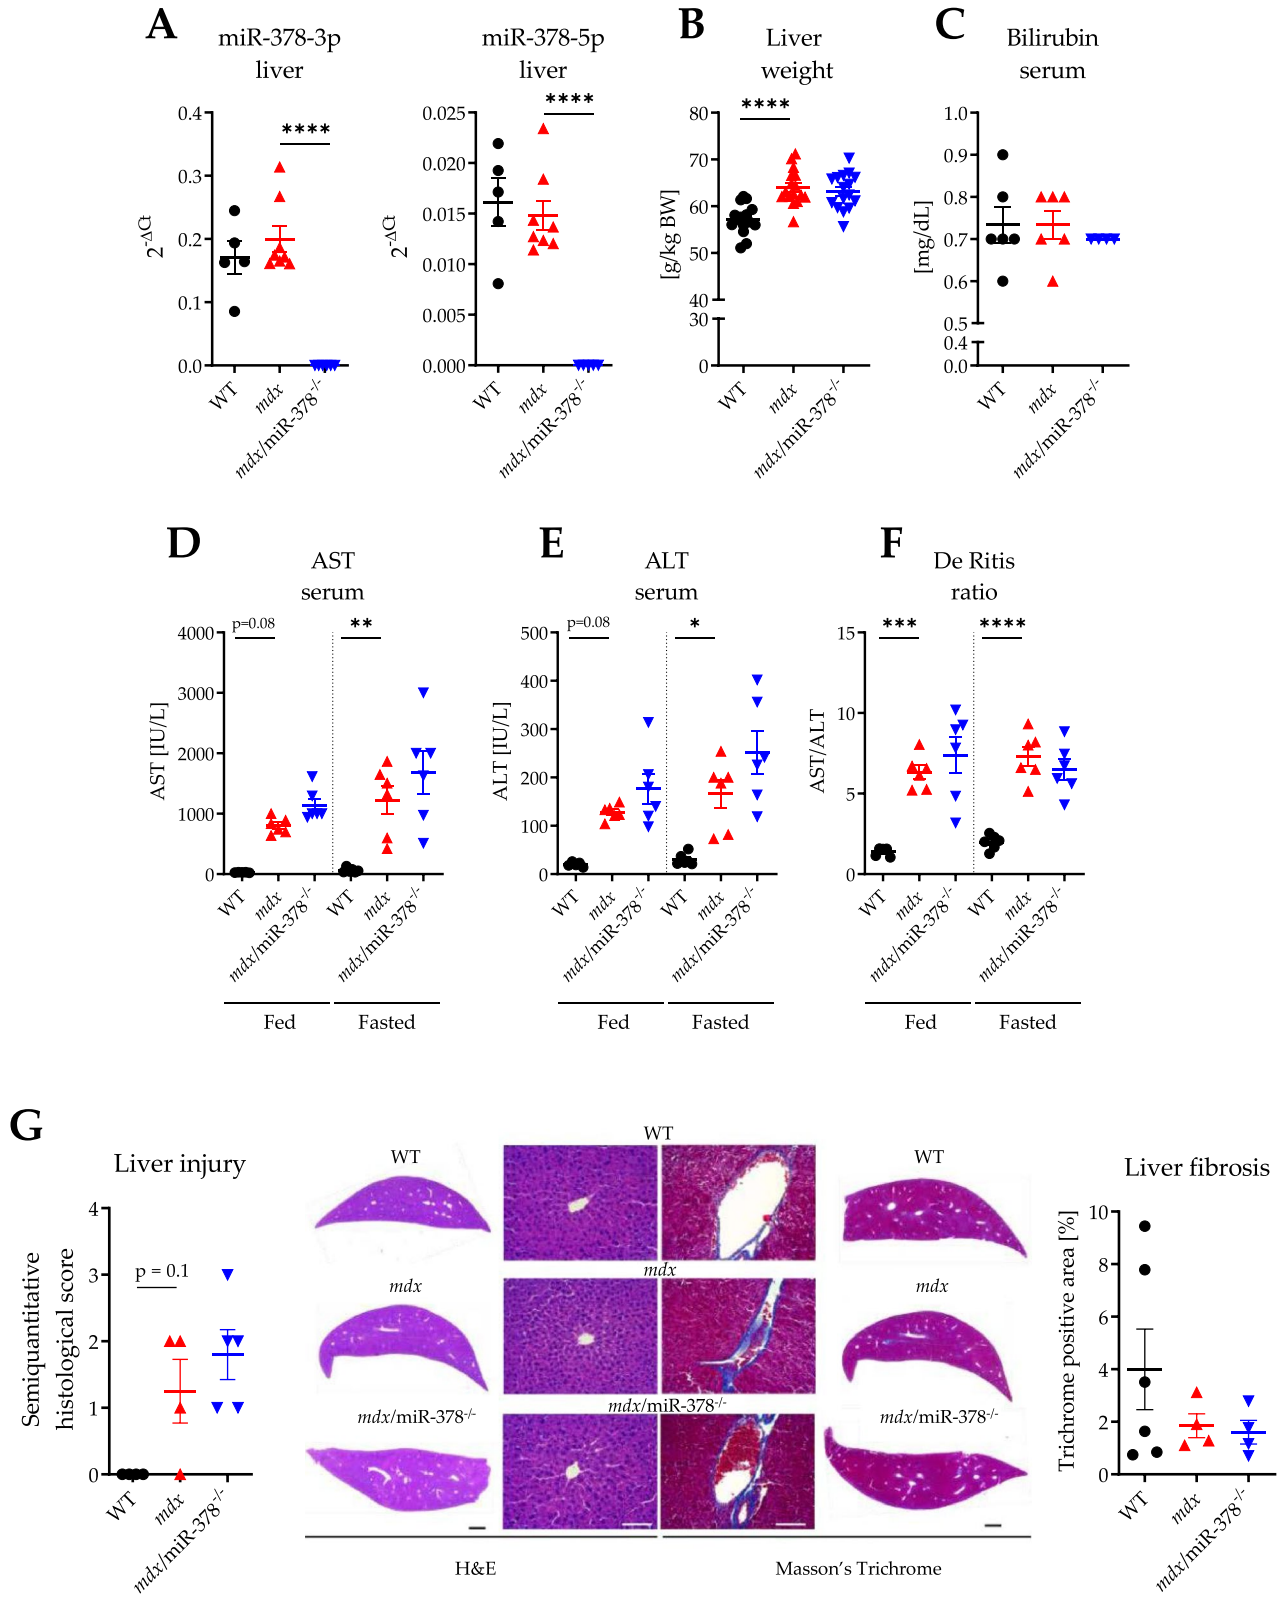 A
miR-378-3p
liver
miR-378-5p
liver
B
Liver
weight
C
Bilirubin
serum
****
****
****
0.4
0.3
0.2
0.1
0.0
2^-ΔCt
0.025
0.020
0.015
0.010
0.005
0.000
2^-ΔCt
80
70
60
50
40
30
0
[g/kg BW]
1.0
0.9
0.8
0.7
0.6
0.5
0.4
0.0
[mg/dL]
WT
mdx
mdx/miR-378-/-
WT
mdx
mdx/miR-378-/-
WT
mdx
mdx/miR-378-/-
WT
mdx
mdx/miR-378-/-
D
AST
serum
E
ALT
serum
F
De Ritis
ratio
p=0.08
**
p=0.08
*
***
****
4000
3000
2000
1000
0
AST [IU/L]
500
400
300
200
100
0
ALT [IU/L]
15
10
5
0
AST/ALT
WT
mdx
mdx/miR-378-/-
WT
mdx
mdx/miR-378-/-
WT
mdx
mdx/miR-378-/-
WT
mdx
mdx/miR-378-/-
WT
mdx
mdx/miR-378-/-
WT
mdx
mdx/miR-378-/-
Fed
Fasted
Fed
Fasted
Fed
Fasted
G
Liver injury
p = 0.1
4
3
2
1
0
Semiquantitative
histological score
WT
mdx
mdx/miR-378-/-
WT
WT
WT
mdx
mdx
mdx
mdx/miR-378-/-
mdx/miR-378-/-
mdx/miR-378-/-
H&E
Masson's Trichrome
Liver fibrosis
10
8
6
4
2
0
Trichrome positive area [%]
WT
mdx
mdx/miR-378-/-